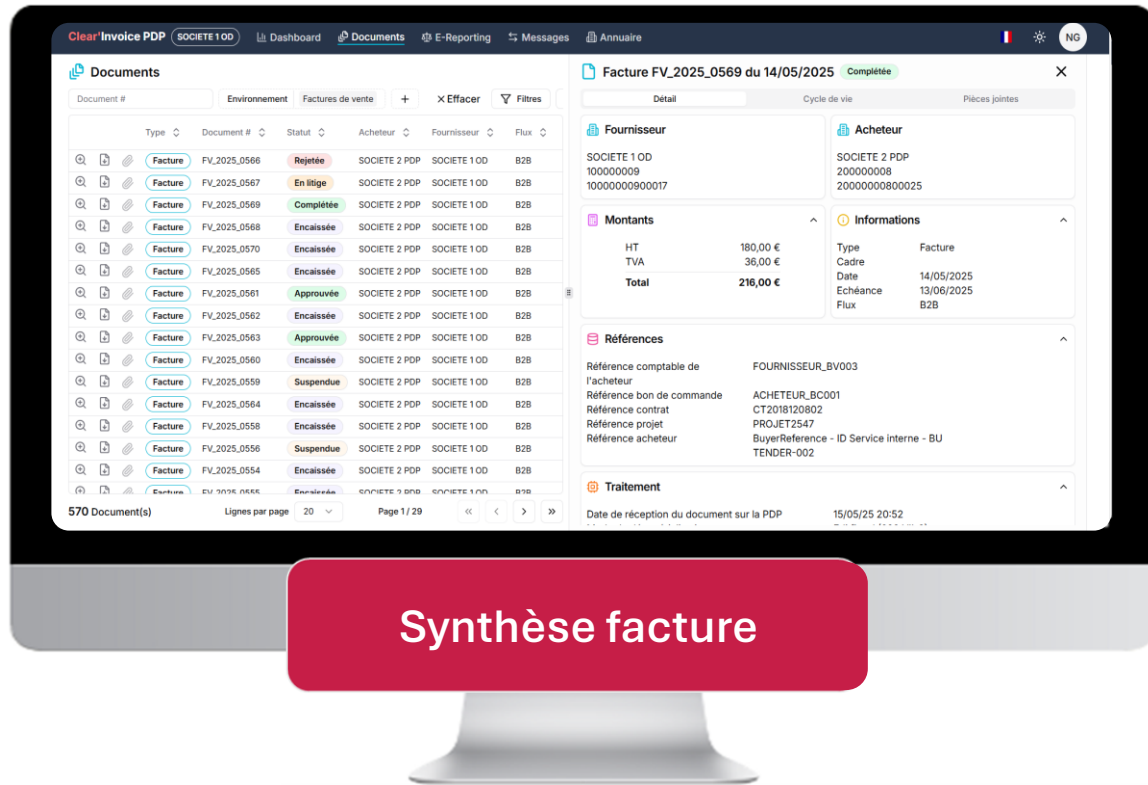 Clear'Invoice PDP SOCIETE 1 OD Dashboard Documents E-Reporting Messages Annuaire NG
Documents
Document # Environnement Factures de vente + Effacer Filtres
Type Document # Statut Acheteur Fournisseur Flux
Facture FV_2025_0566 Rejetée SOCIETE 2 PDP SOCIETE 1 OD B2B
Facture FV_2025_0567 En litige SOCIETE 2 PDP SOCIETE 1 OD B2B
Facture FV_2025_0569 Complétée SOCIETE 2 PDP SOCIETE 1 OD B2B
Facture FV_2025_0568 Encaissée SOCIETE 2 PDP SOCIETE 1 OD B2B
Facture FV_2025_0570 Encaissée SOCIETE 2 PDP SOCIETE 1 OD B2B
Facture FV_2025_0565 Encaissée SOCIETE 2 PDP SOCIETE 1 OD B2B
Facture FV_2025_0561 Approuvée SOCIETE 2 PDP SOCIETE 1 OD B2B
Facture FV_2025_0562 Encaissée SOCIETE 2 PDP SOCIETE 1 OD B2B
Facture FV_2025_0563 Approuvée SOCIETE 2 PDP SOCIETE 1 OD B2B
Facture FV_2025_0560 Encaissée SOCIETE 2 PDP SOCIETE 1 OD B2B
Facture FV_2025_0559 Suspendue SOCIETE 2 PDP SOCIETE 1 OD B2B
Facture FV_2025_0564 Encaissée SOCIETE 2 PDP SOCIETE 1 OD B2B
Facture FV_2025_0558 Encaissée SOCIETE 2 PDP SOCIETE 1 OD B2B
Facture FV_2025_0556 Suspendue SOCIETE 2 PDP SOCIETE 1 OD B2B
Facture FV_2025_0554 Encaissée SOCIETE 2 PDP SOCIETE 1 OD B2B
Facture FV_2025_0555 Encaissée SOCIETE 2 PDP SOCIETE 1 OD B2B
570 Document(s) Lignes par page 20 Page 1 / 29
Facture FV_2025_0569 du 14/05/2025 Complétée
Détail Cycle de vie Pièces jointes
Fournisseur
SOCIETE 1 OD
100000009
10000000900017
Acheteur
SOCIETE 2 PDP
200000008
20000000800025
Montants
HT 180,00 €
TVA 36,00 €
Total 216,00 €
Informations
Type Facture
Cadre
Date 14/05/2025
Echéance 13/06/2025
Flux B2B
Références
Référence comptable de l'acheteur FOURNISSEUR_BV003
Référence bon de commande ACHETEUR_BC001
Référence contrat CT2018120802
Référence projet PROJET2547
Référence acheteur BuyerReference - ID Service interne - BU
TENDER-002
Traitement
Date de réception du document sur la PDP 15/05/25 20:52
Synthèse facture